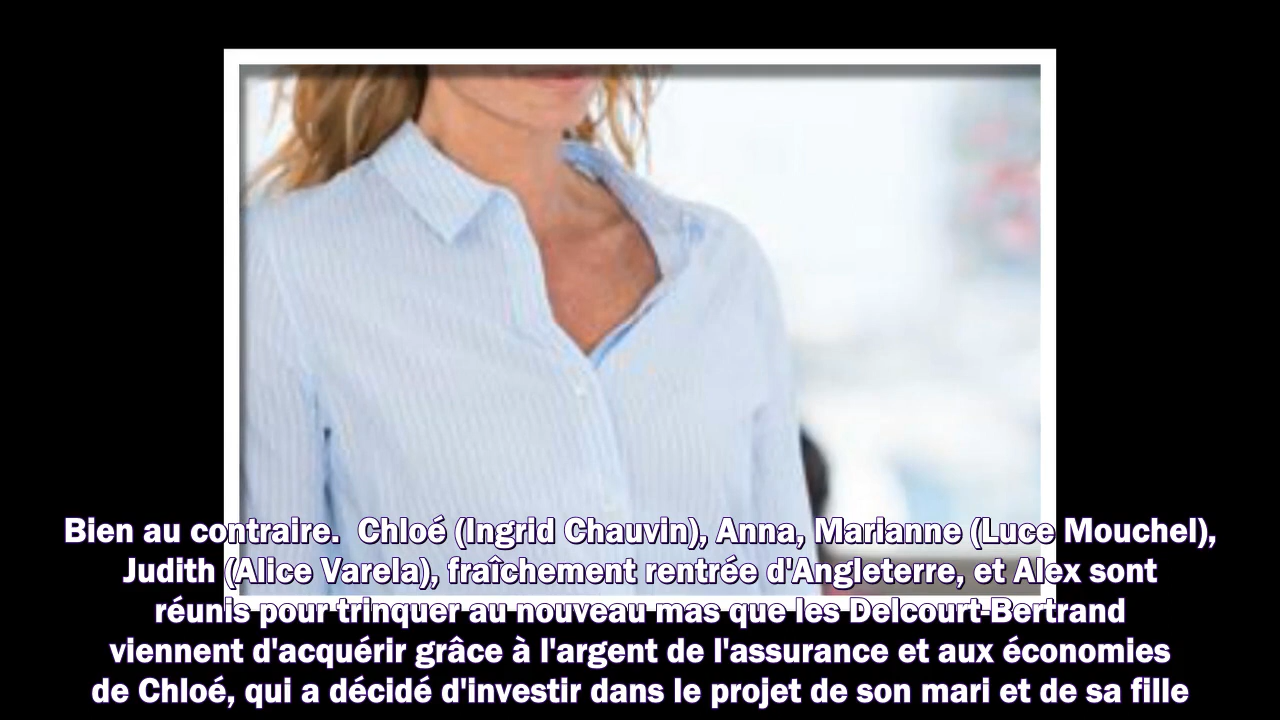 Bien au contraire.  Chloé (Ingrid Chauvin), Anna, Marianne (Luce Mouchel),
Judith (Alice Varela), fraîchement rentrée d'Angleterre, et Alex sont
réunis pour trinquer au nouveau mas que les Delcourt-Bertrand
viennent d'acquérir grâce à l'argent de l'assurance et aux économies
de Chloé, qui a décidé d'investir dans le projet de son mari et de sa fille